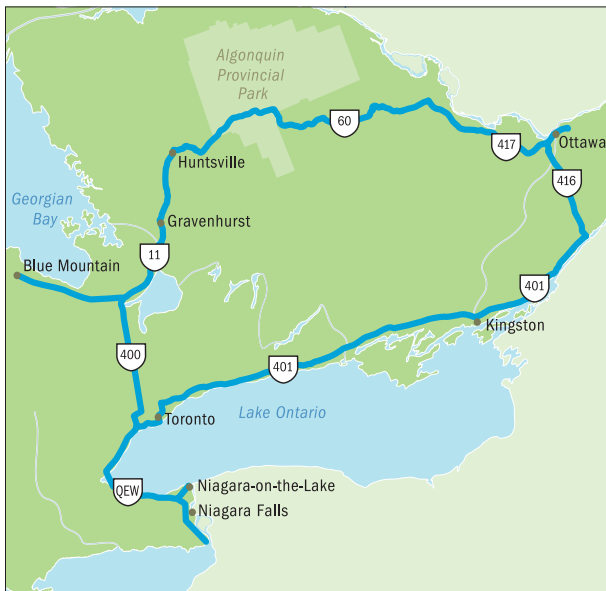 Algonquin
Provincial
Park
60
417
Ottawa
Huntsville
416
Georgian
Bay
Gravenhurst
11
Blue Mountain
401
Kingston
400
401
Toronto
Lake Ontario
QEW
Niagara-on-the-Lake
Niagara Falls